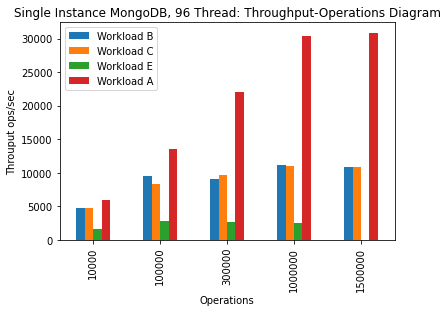 Single Instance MongoDB, 96 Thread: Throughput-Operations Diagram
Workload B
Workload C
Workload E
Workload A
30000
25000
20000
15000
10000
5000
0
Throuput ops/sec
10000
100000
300000
1000000
1500000
Operations